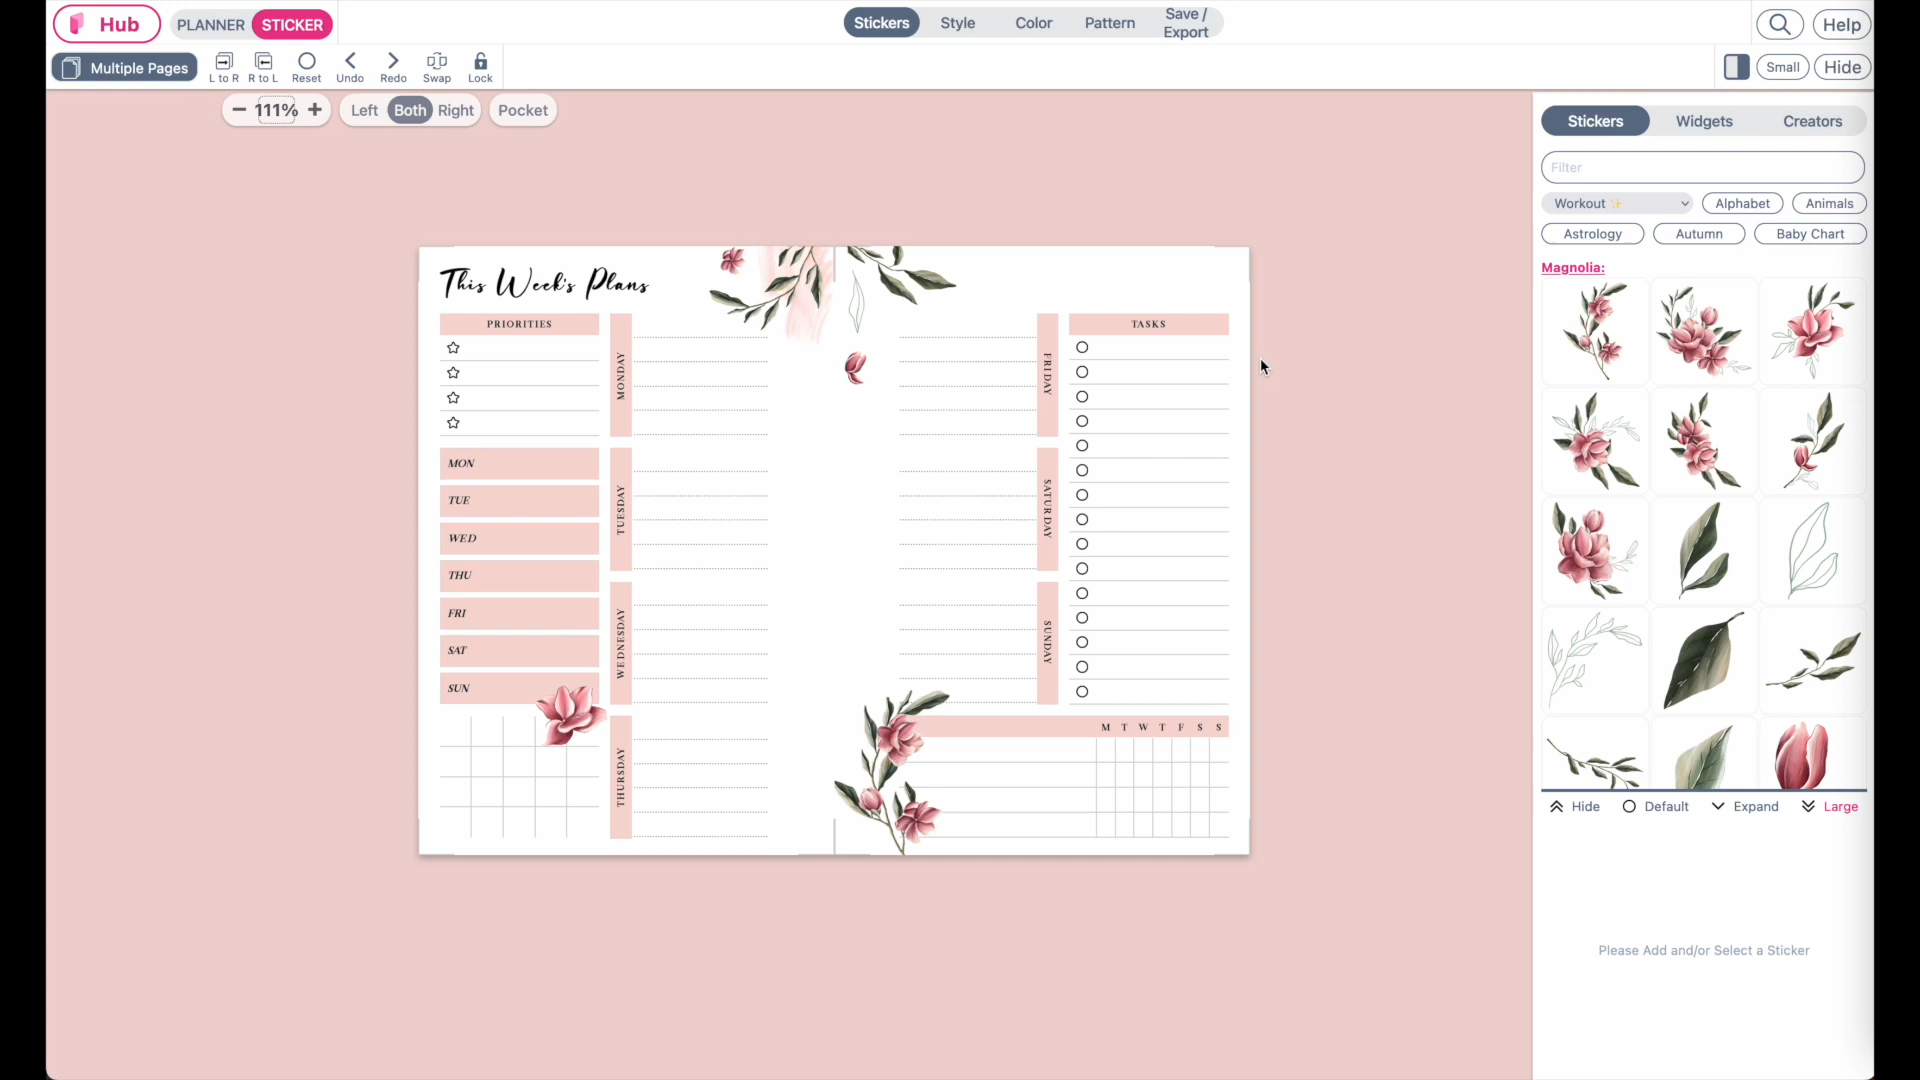 Hub
PLANNER STICKER
Stickers Style Color Pattern Save / Export
Help
Multiple Pages
L to R R to L Reset Undo Redo Swap Lock
Small Hide
111%
Left Both Right
Pocket
This Week's Plans
PRIORITIES
MON
TUE
WED
THU
FRI
SAT
SUN
MONDAY
TUESDAY
WEDNESDAY
THURSDAY
FRIDAY
SATURDAY
SUNDAY
TASKS
M T W T F S S
Stickers Widgets Creators
Filter
Workout ✨ Alphabet Animals
Astrology Autumn Baby Chart
Magnolia:
Hide Default Expand Large
Please Add and/or Select a Sticker